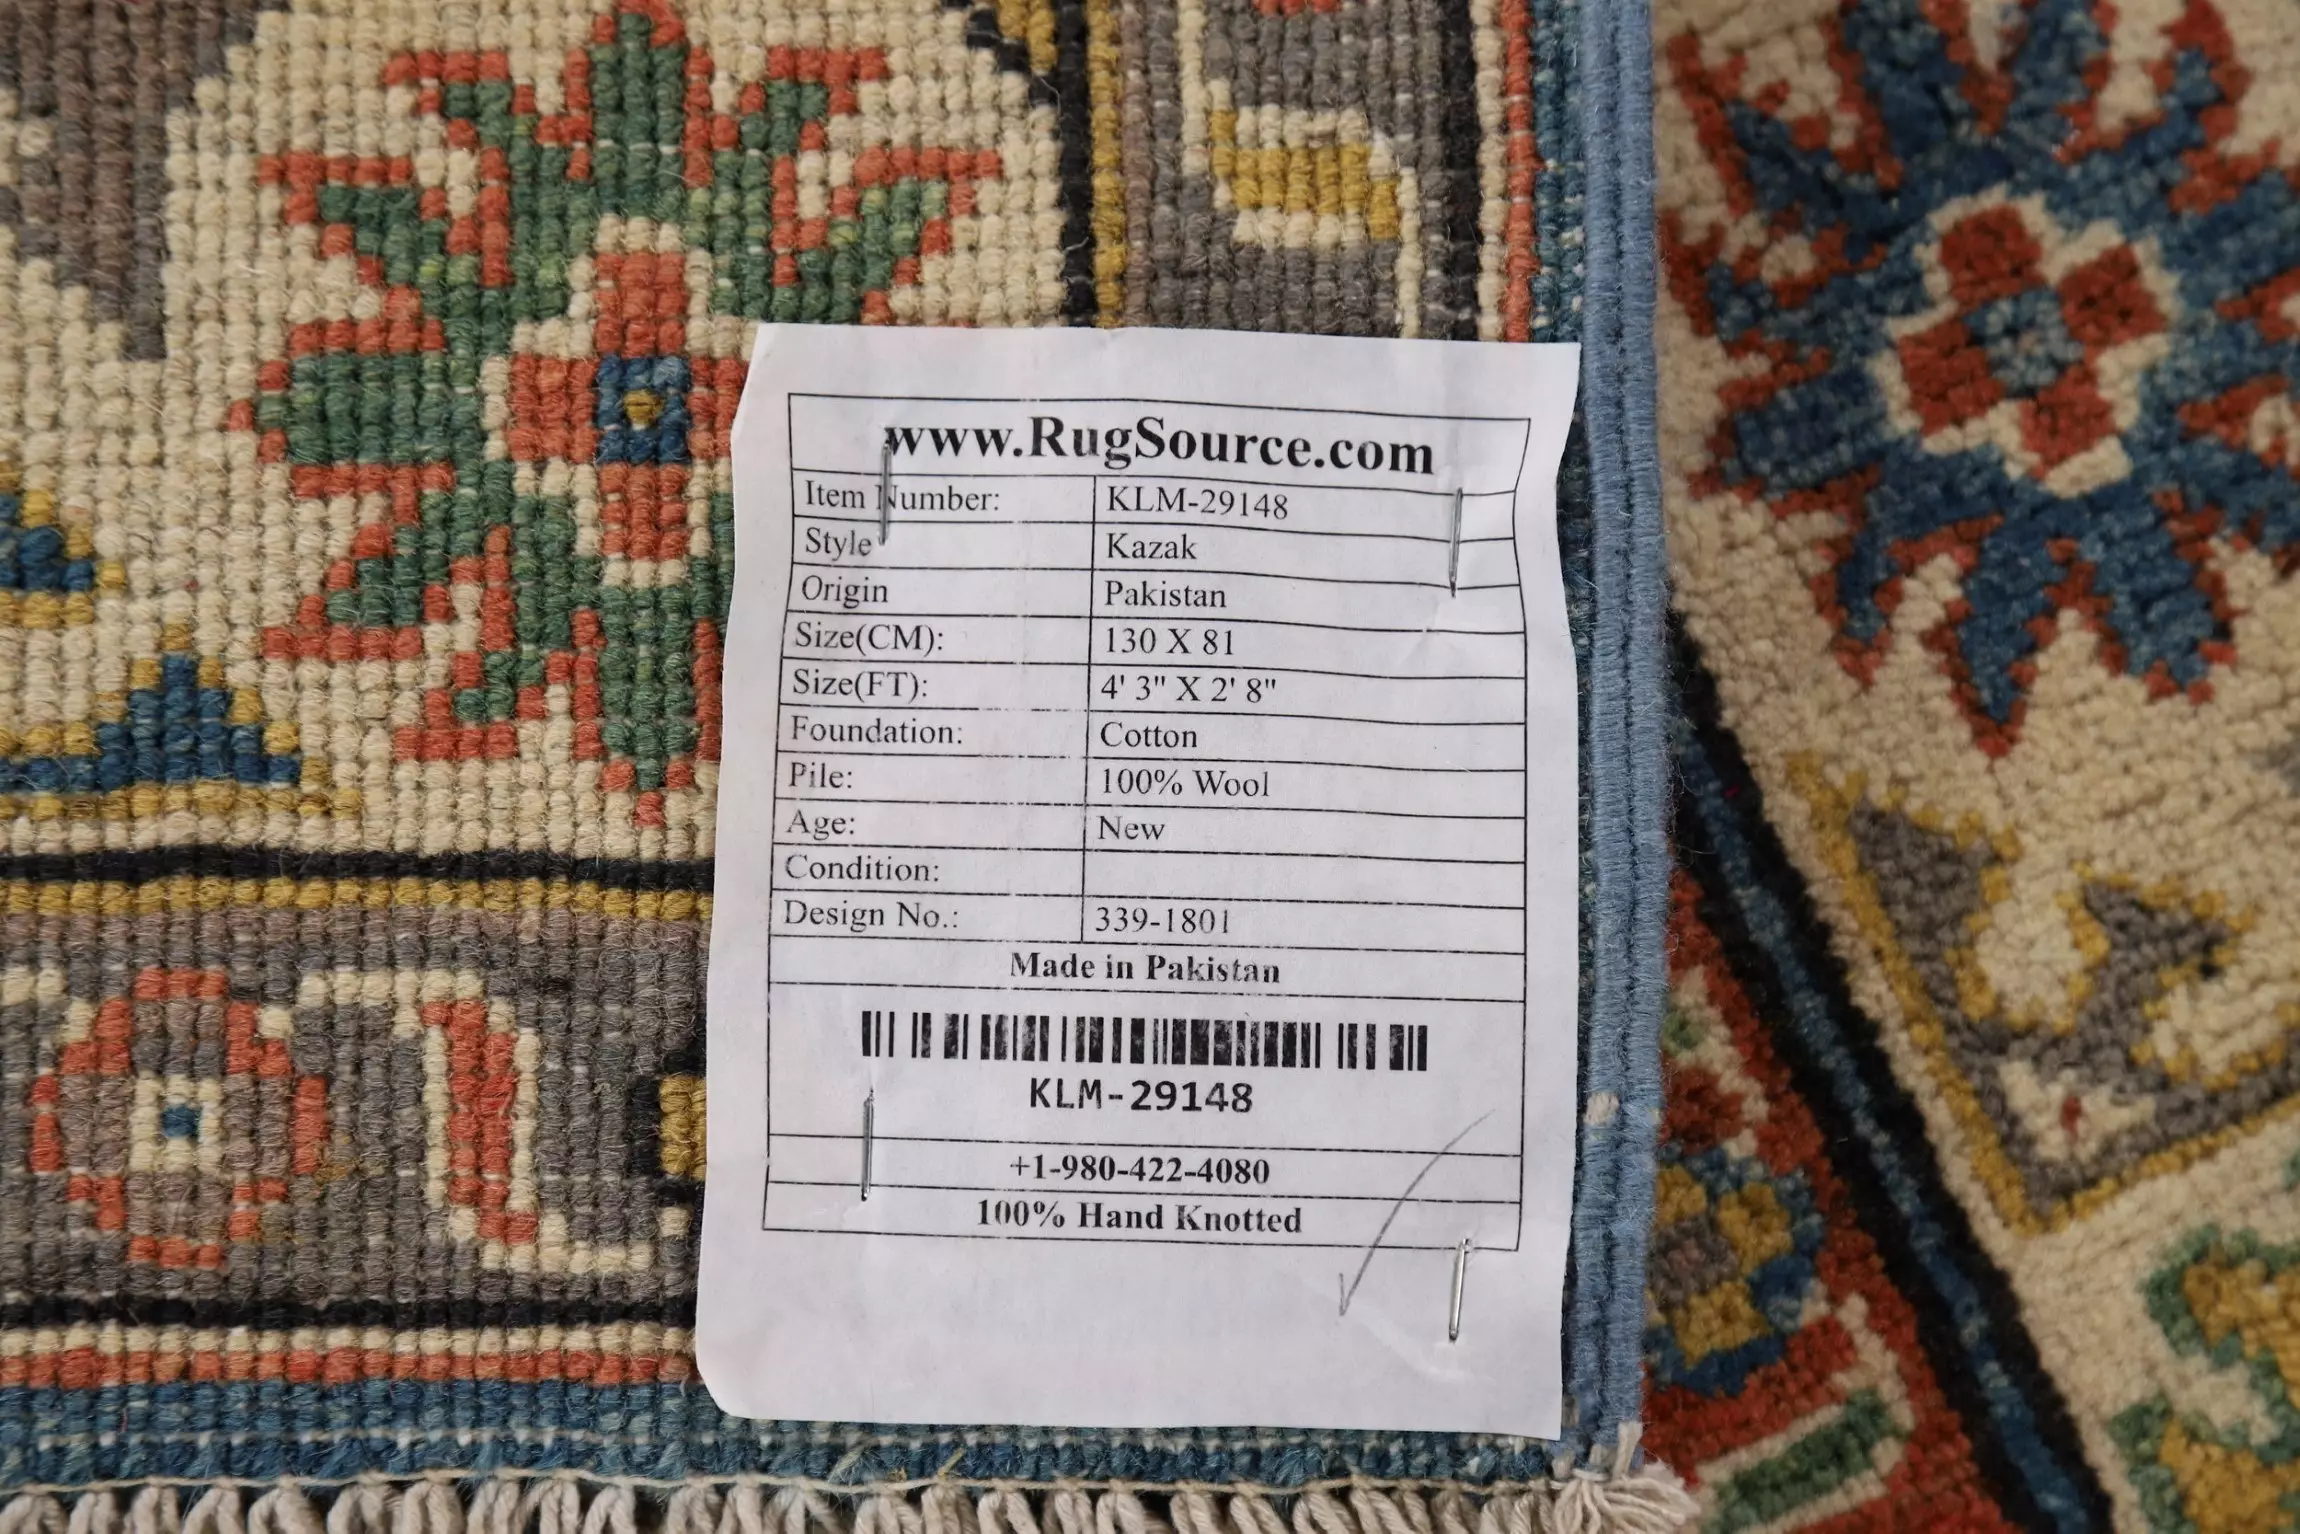 www.RugSource.com
Item Number: KLM-29148
Style Kazak
Origin Pakistan
Size(CM): 130 X 81
Size(FT): 4' 3" X 2' 8"
Foundation: Cotton
Pile: 100% Wool
Age: New
Condition:
Design No.: 339-1801
Made in Pakistan
KLM-29148
+1-980-422-4080
100% Hand Knotted